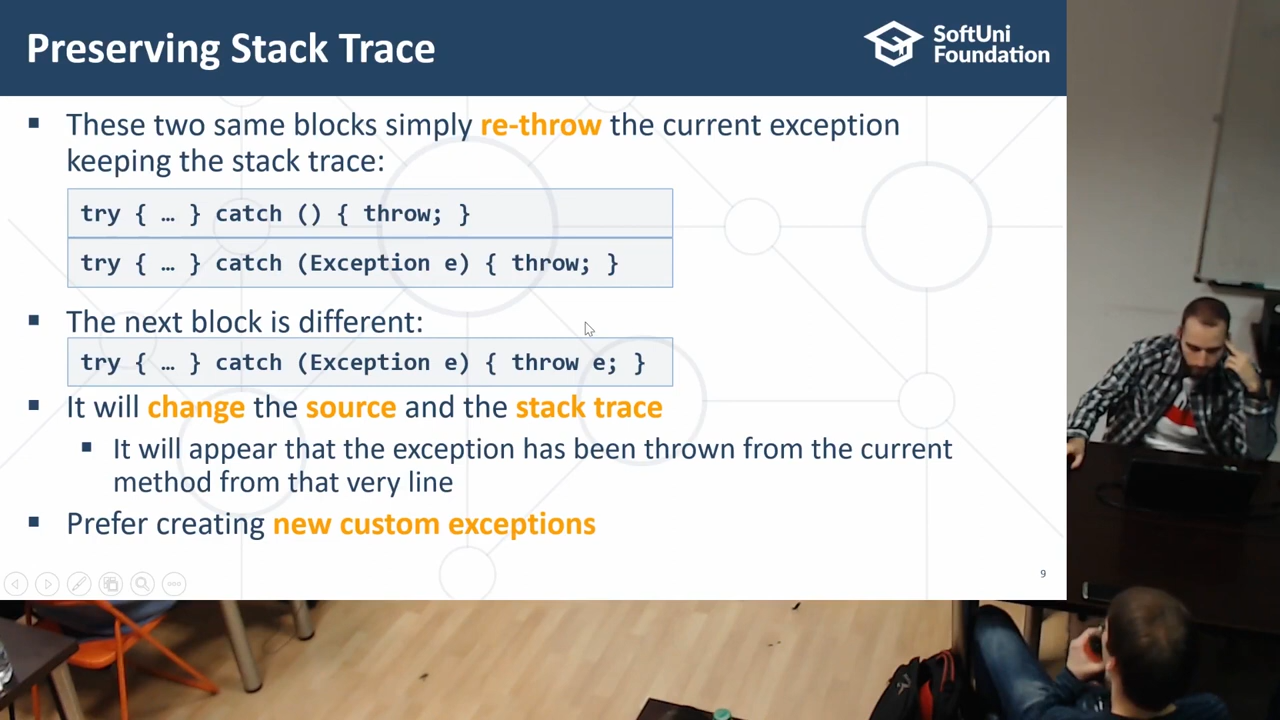 Preserving Stack Trace
SoftUni
Foundation
▪ These two same blocks simply re-throw the current exception
keeping the stack trace:
try { … } catch () { throw; }
try { … } catch (Exception e) { throw; }
▪ The next block is different:
try { … } catch (Exception e) { throw e; }
▪ It will change the source and the stack trace
▪ It will appear that the exception has been thrown from the current
method from that very line
▪ Prefer creating new custom exceptions
9